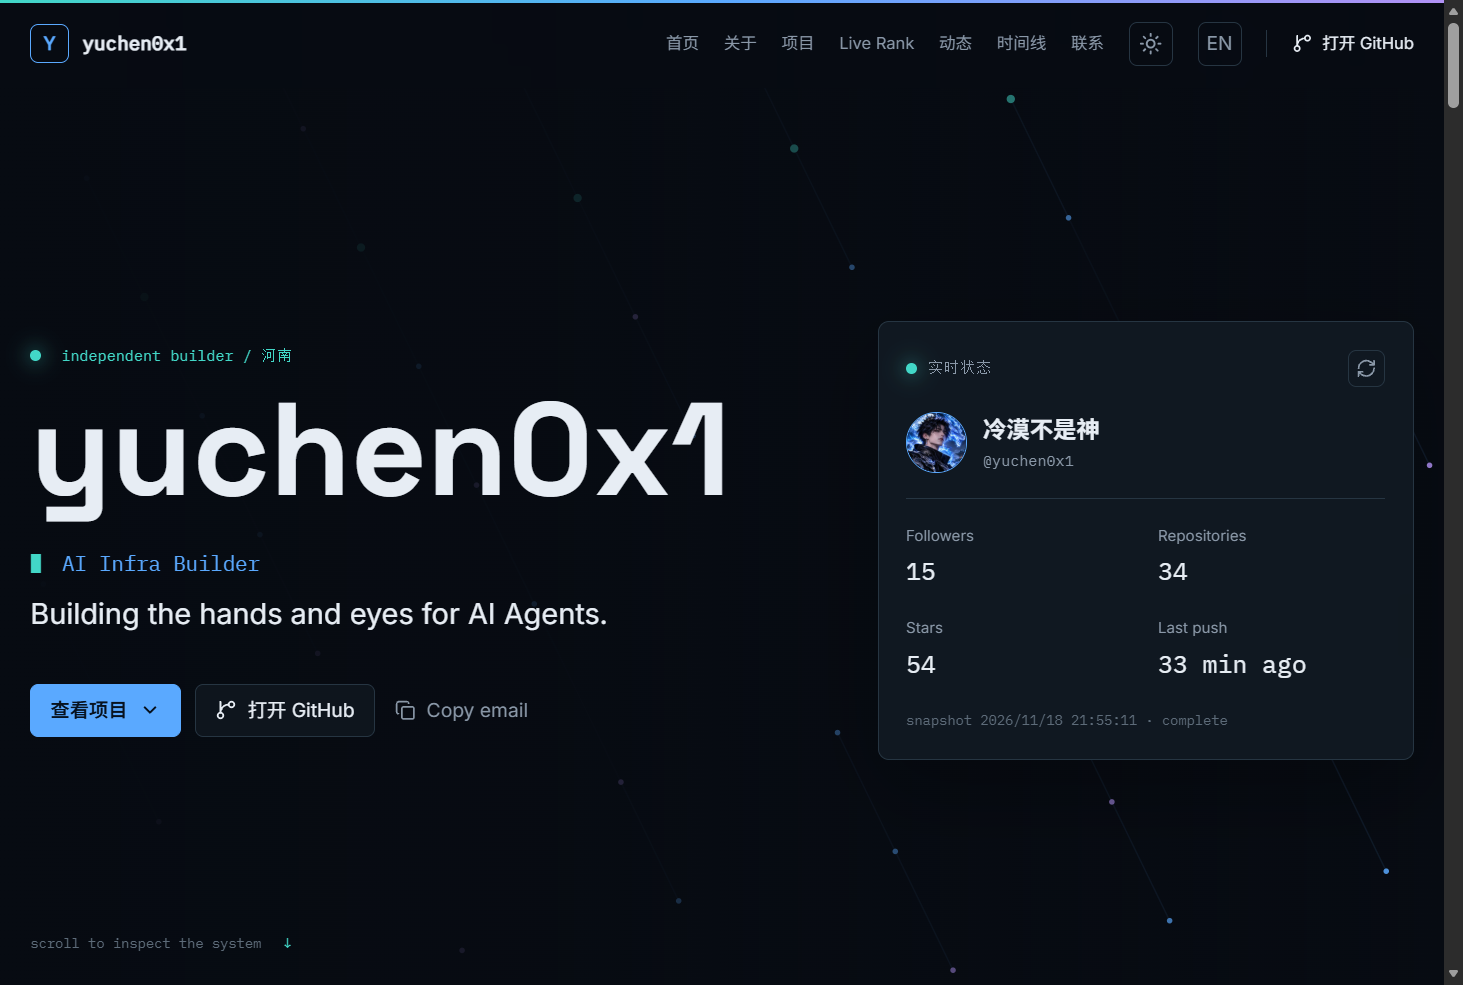 Y yuchen0x1
首页 关于 项目 Live Rank 动态 时间线 联系 EN 打开 GitHub
independent builder / 河南
yuchen0x1
AI Infra Builder
Building the hands and eyes for AI Agents.
查看项目 打开 GitHub Copy email
scroll to inspect the system ↓
实时状态
冷漠不是神
@yuchen0x1
Followers Repositories
15 34
Stars Last push
54 33 min ago
snapshot 2026/11/18 21:55:11 · complete